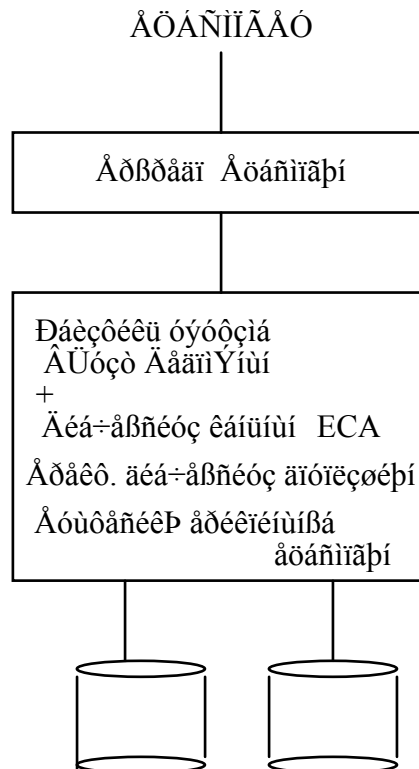 ÅÖÁÑÌÏÃÅÓ
Åðßðåäï Åöáñìïãþí
Ðáèçôéêü óýóôçìá
ÂÜóçò ÄåäïìÝíùí
+
Äéá÷åßñéóç êáíüíùí ECA
Åðåêô. äéá÷åßñéóç äïóïëçøéþí
ÅóùôåñéêÞ åðéêïéíùíßá
åöáñìïãþí